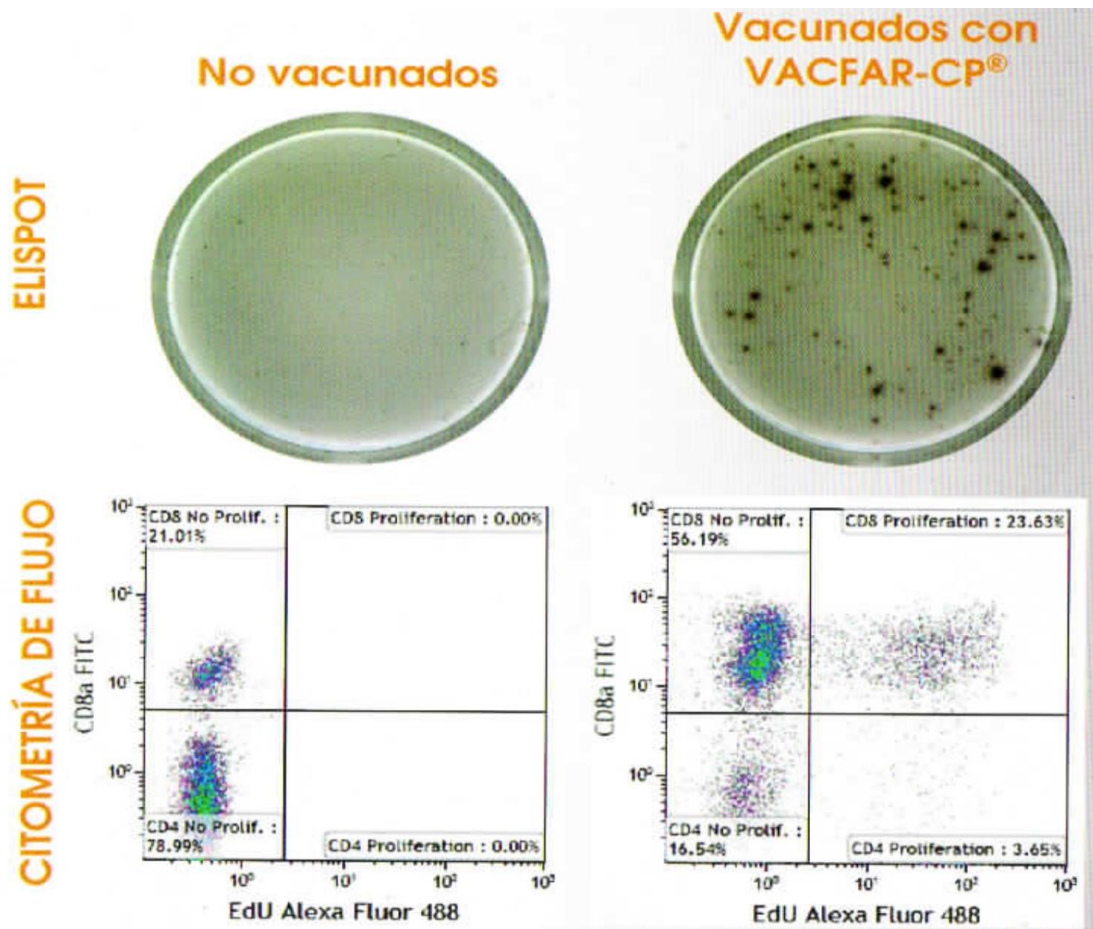 No vacunados
Vacunados con
VACFAR-CP®
ELISPOT
CITOMETRÍA DE FLUJO
CD8 No Prolif. :
21.01%
CD8 Proliferation : 0.00%
CD4 No Prolif. :
78.99%
CD4 Proliferation : 0.00%
10³
10²
10¹
10⁰
CD8a FITC
10⁰
10¹
10²
10³
EdU Alexa Fluor 488
CD8 No Prolif. :
56.19%
CD8 Proliferation : 23.63%
CD4 No Prolif. :
16.54%
CD4 Proliferation : 3.65%
10³
10²
10¹
10⁰
CD8a FITC
10⁰
10¹
10²
10³
EdU Alexa Fluor 488